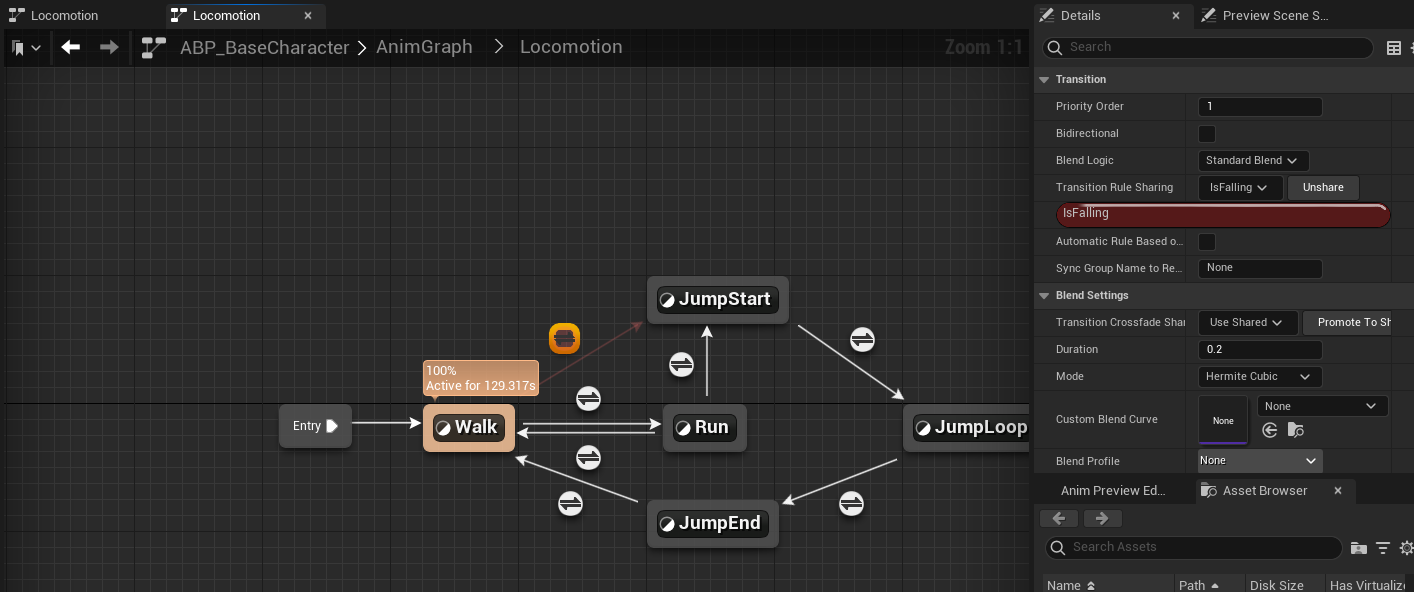 Locomotion
Locomotion
ABP_BaseCharacter
AnimGraph
Locomotion
Zoom 1:1
JumpStart
100%
Active for 129.317s
Entry
Walk
Run
JumpLoop
JumpEnd
Details
Preview Scene S...
Search
Transition
Priority Order
1
Bidirectional
Blend Logic
Standard Blend
Transition Rule Sharing
IsFalling
Unshare
IsFalling
Automatic Rule Based o...
Sync Group Name to Re...
None
Blend Settings
Transition Crossfade Shar
Use Shared
Promote To Sh
Duration
0.2
Mode
Hermite Cubic
Custom Blend Curve
None
None
Blend Profile
None
Anim Preview Ed...
Asset Browser
Search Assets
Name
Path
Disk Size
Has Virtualize